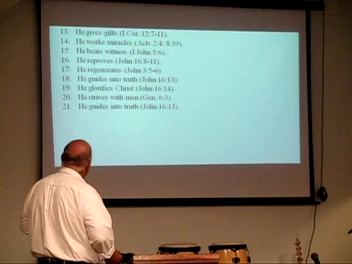 13. He gives gifts (I Cor. 12:7-11).
14. He works miracles (Acts 2:4; 8:39).
15. He bears witness (I John 5:6).
16. He reproves (John 16:8-11).
17. He regenerates (John 3:5-6).
18. He guides into truth (John 16:13).
19. He glorifies Christ (John 16:14).
20. He strives with men (Gen. 6:3).
21. He guides into truth (John 16:13).